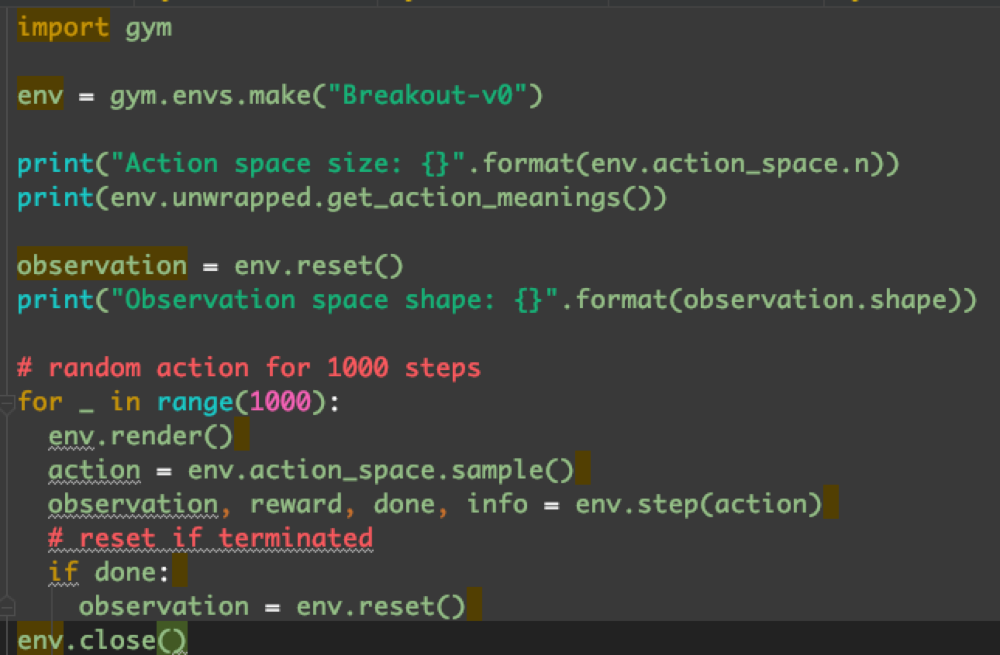 import gym
env = gym.envs.make("Breakout-v0")
print("Action space size: {}".format(env.action_space.n))
print(env.unwrapped.get_action_meanings())
observation = env.reset()
print("Observation space shape: {}".format(observation.shape))
# random action for 1000 steps
for _ in range(1000):
  env.render()
  action = env.action_space.sample()
  observation, reward, done, info = env.step(action)
  # reset if terminated
  if done:
    observation = env.reset()
env.close()